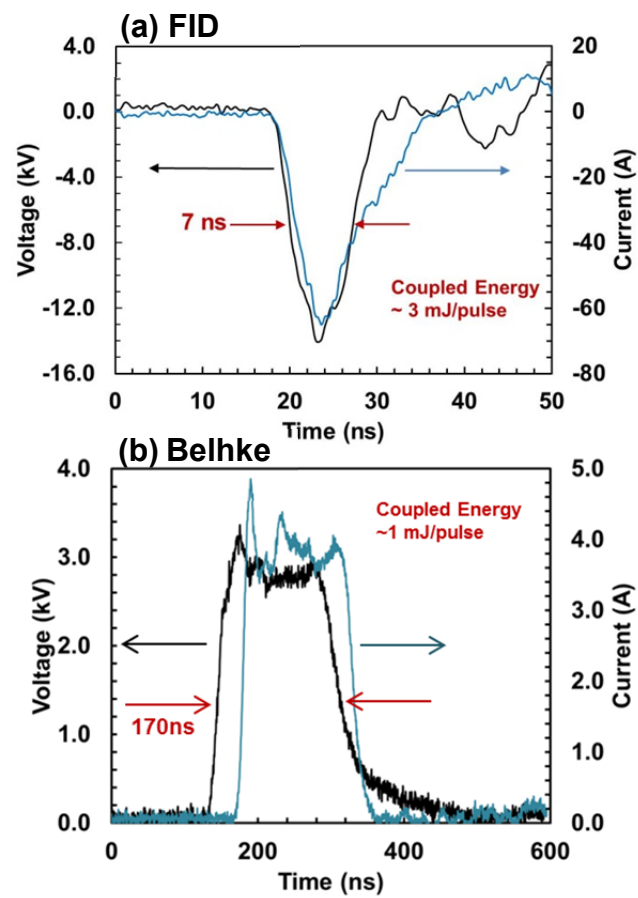 (a) FID
4.0
0.0
-4.0
-8.0
-12.0
-16.0
Voltage (kV)
20
0
-20
-40
-60
-80
Current (A)
7 ns
Coupled Energy
~ 3 mJ/pulse
0
10
20
30
40
50
Time (ns)
(b) Belhke
4.0
3.0
2.0
1.0
0.0
Voltage (kV)
5.0
4.0
3.0
2.0
1.0
0.0
Current (A)
Coupled Energy
~1 mJ/pulse
170ns
0
200
400
600
Time (ns)